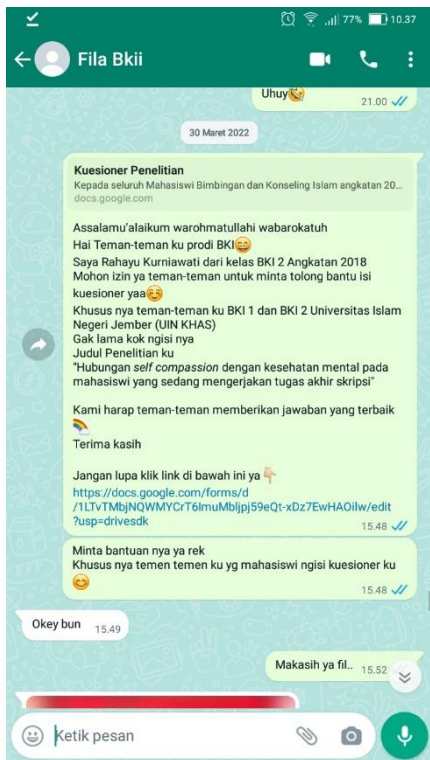 77% 10.37
Fila Bkii
Uhuy
21.00
30 Maret 2022
Kuesioner Penelitian
Kepada seluruh Mahasiswi Bimbingan dan Konseling Islam angkatan 20...
docs.google.com
Assalamu'alaikum warohmatullahi wabarokatuh
Hai Teman-teman ku prodi BKI😄
Saya Rahayu Kurniawati dari kelas BKI 2 Angkatan 2018
Mohon izin ya teman-teman untuk minta tolong bantu isi
kuesioner yaa😊
Khusus nya teman-teman ku BKI 1 dan BKI 2 Universitas Islam
Negeri Jember (UIN KHAS)
Gak lama kok ngisi nya
Judul Penelitian ku
"Hubungan self compassion dengan kesehatan mental pada
mahasiswi yang sedang mengerjakan tugas akhir skripsi"
Kami harap teman-teman memberikan jawaban yang terbaik
🌈
Terima kasih
Jangan lupa klik link di bawah ini ya👇🏻
https://docs.google.com/forms/d
/1LTvTMbjNQWMYCrT6ImuMbljpj59eQt-xDz7EwHAOilw/edit
?usp=drivesdk
15.48
Minta bantuan nya ya rek
Khusus nya temen temen ku yg mahasiswi ngisi kuesioner ku
😊
15.48
Okey bun 15.49
Makasih ya fil.. 15.52
Ketik pesan